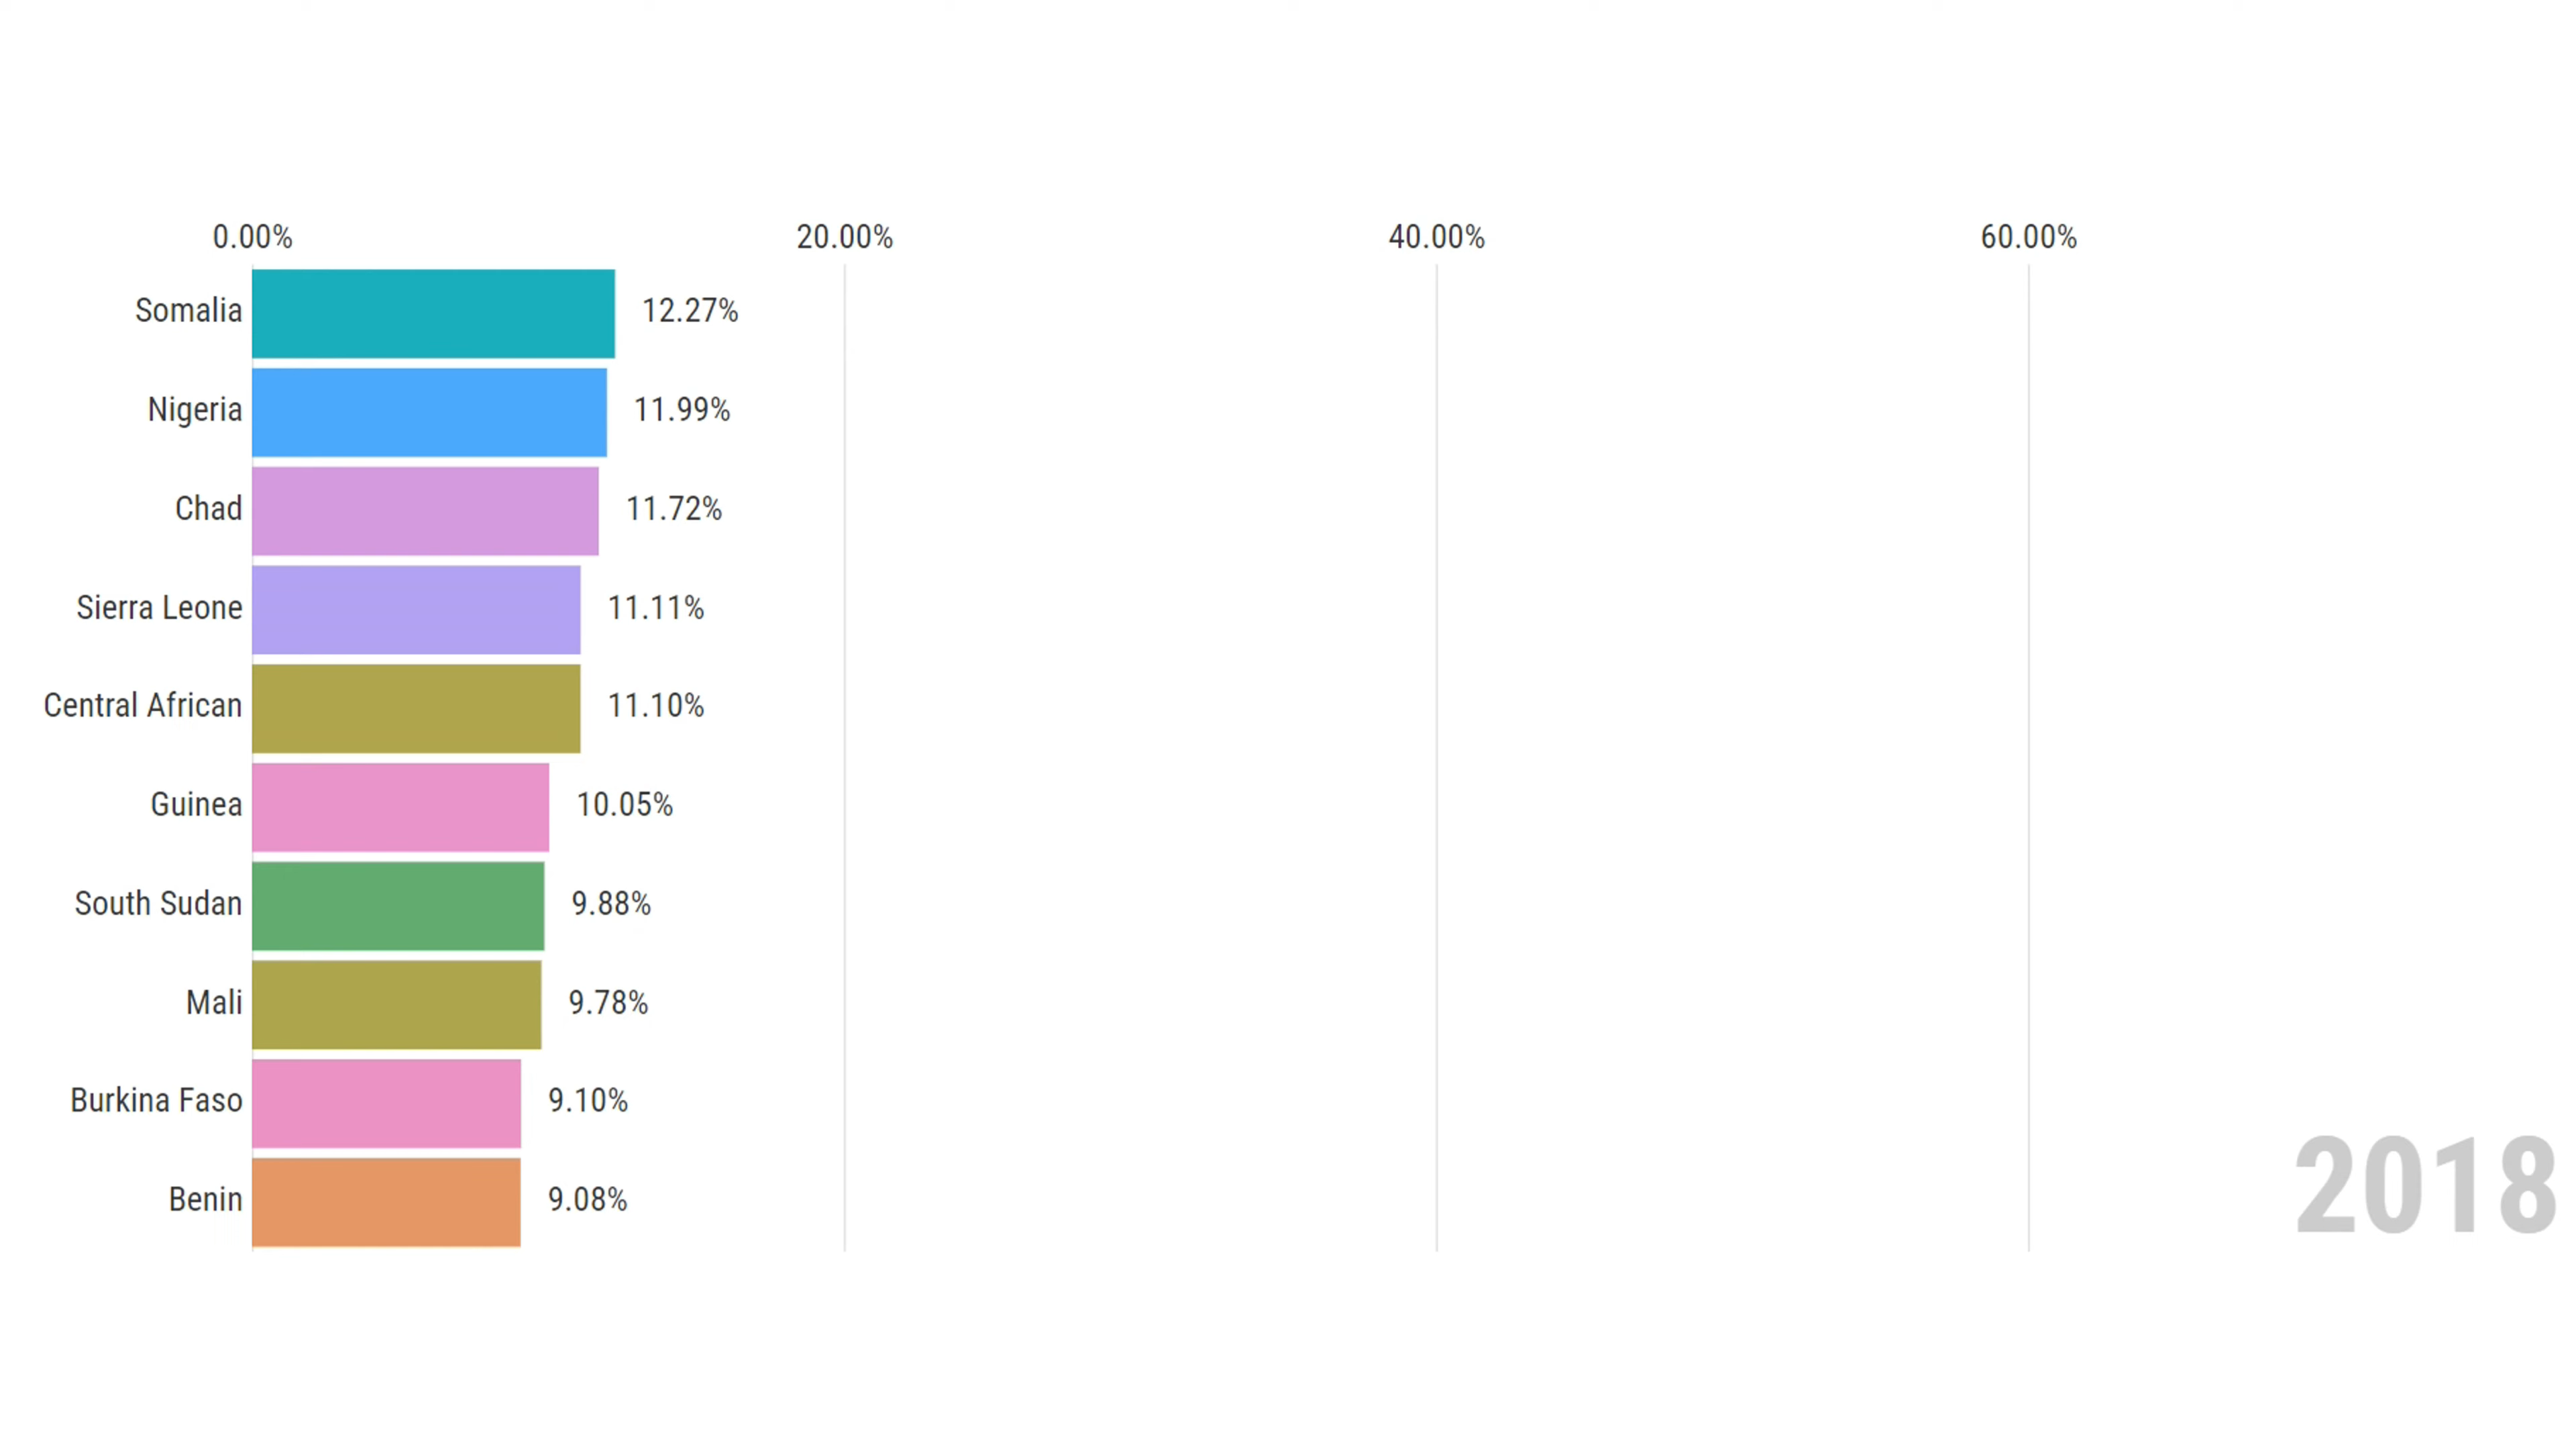 0.00% 20.00% 40.00% 60.00%
Somalia 12.27%
Nigeria 11.99%
Chad 11.72%
Sierra Leone 11.11%
Central African 11.10%
Guinea 10.05%
South Sudan 9.88%
Mali 9.78%
Burkina Faso 9.10%
Benin 9.08%
2018